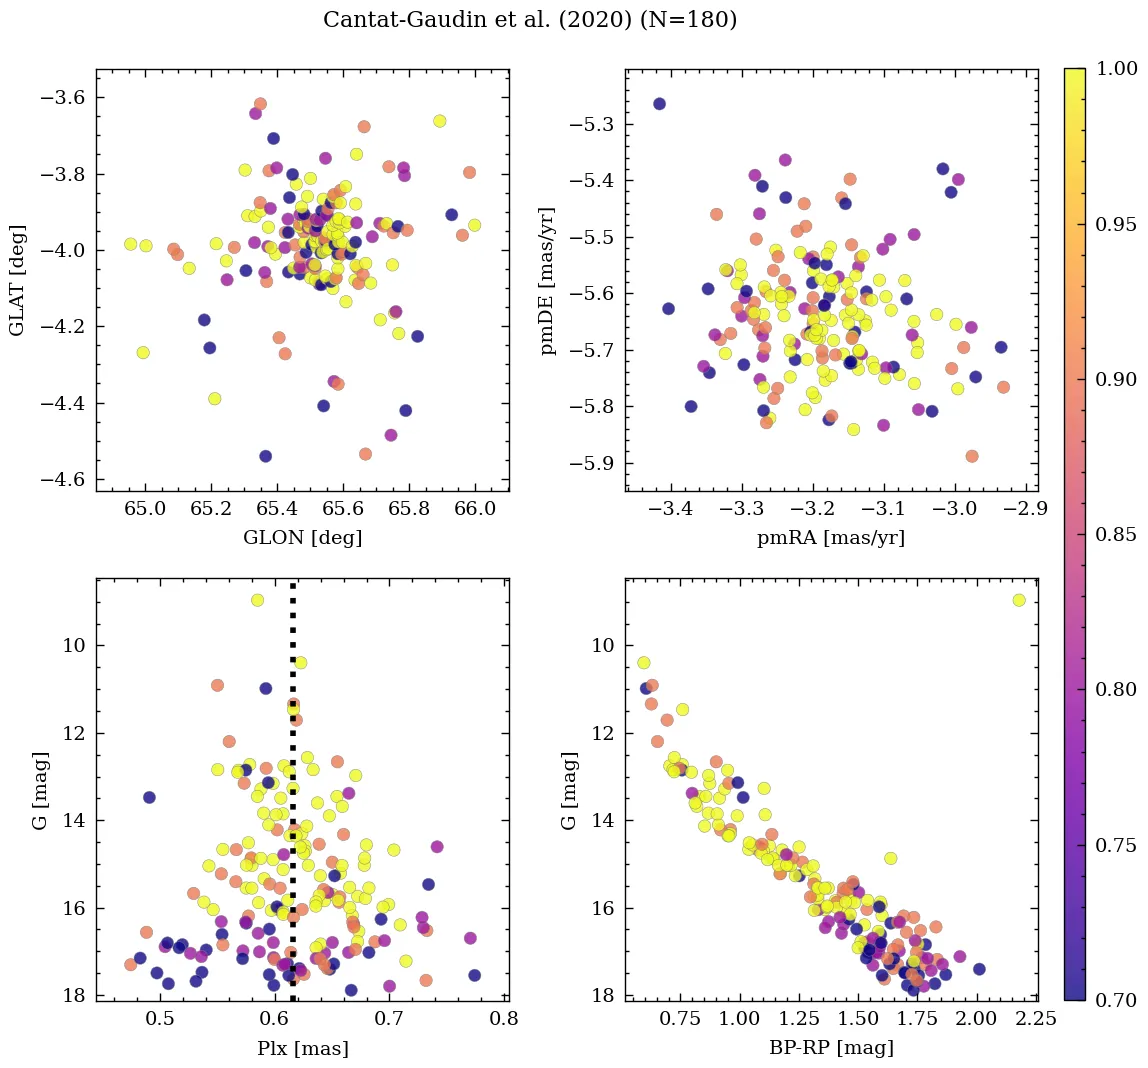 Cantat-Gaudin et al. (2020) (N=180)
−3.6
−3.8
−4.0
−4.2
−4.4
−4.6
GLAT [deg]
65.0 65.2 65.4 65.6 65.8 66.0
GLON [deg]
−5.3
−5.4
−5.5
−5.6
−5.7
−5.8
−5.9
pmDE [mas/yr]
−3.4 −3.3 −3.2 −3.1 −3.0 −2.9
pmRA [mas/yr]
10
12
14
16
18
G [mag]
0.5 0.6 0.7 0.8
Plx [mas]
10
12
14
16
18
G [mag]
0.75 1.00 1.25 1.50 1.75 2.00 2.25
BP-RP [mag]
1.00
0.95
0.90
0.85
0.80
0.75
0.70